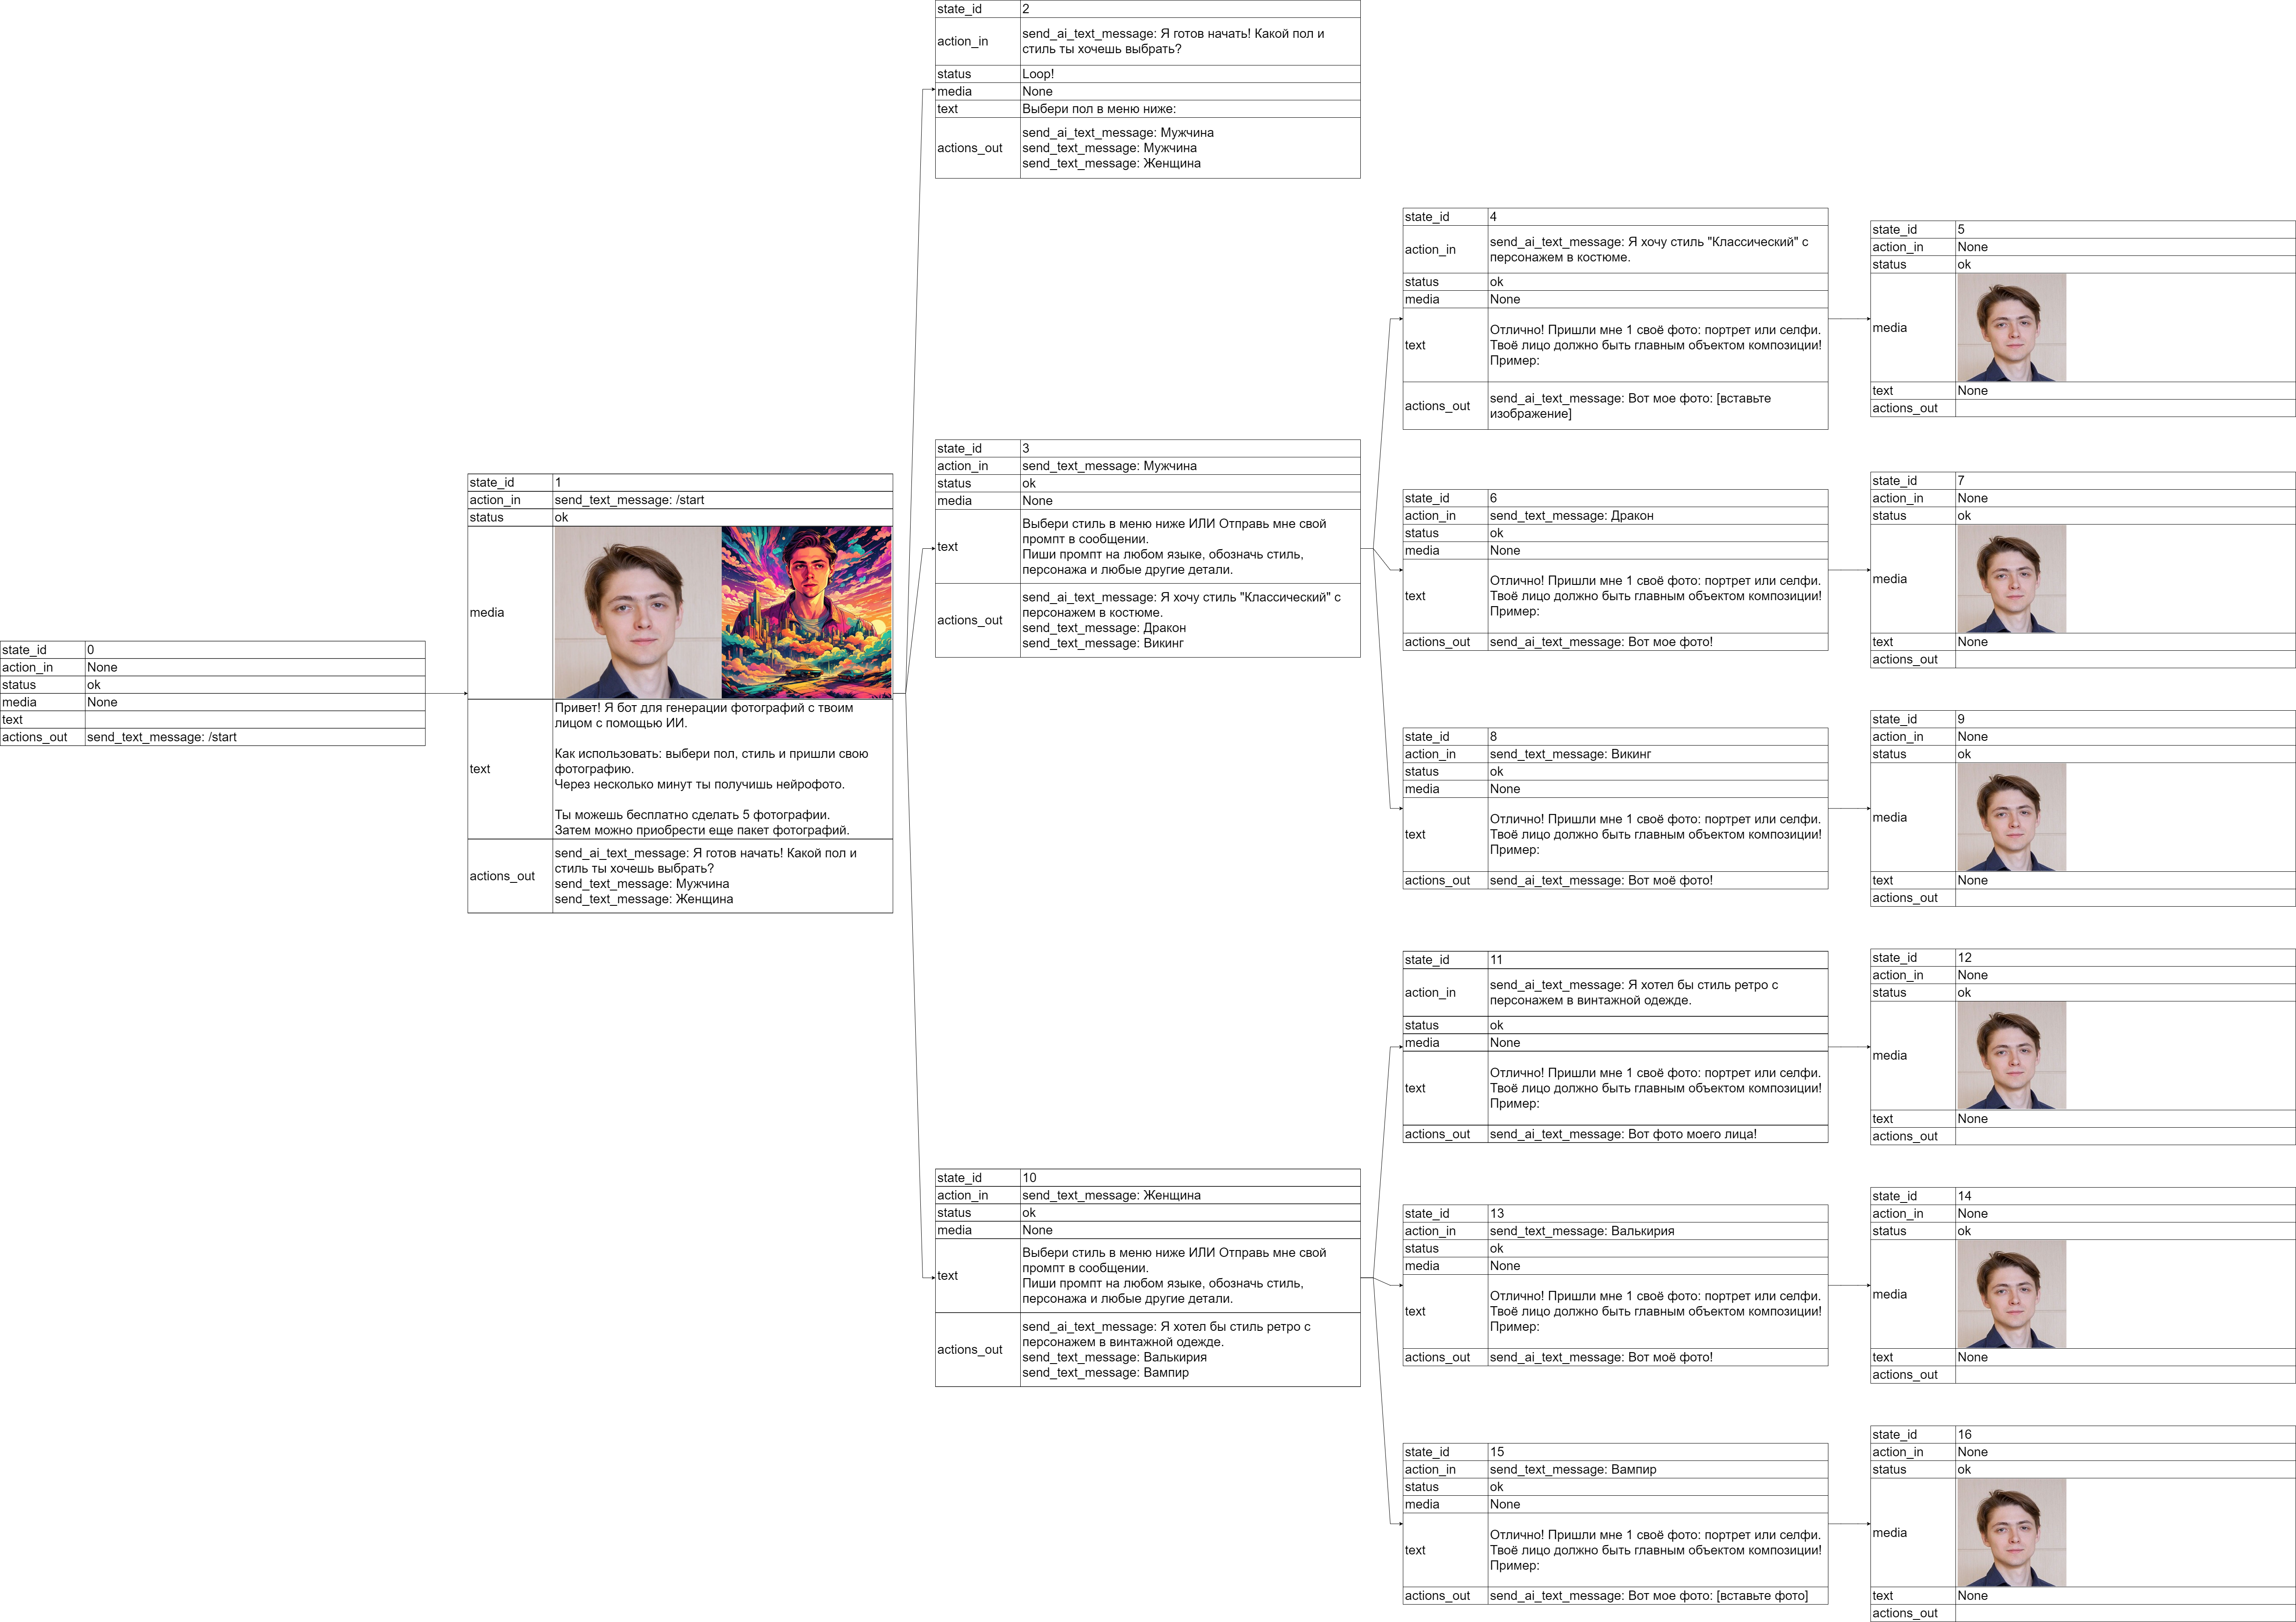 state_id 0
action_in None
status ok
media None
text
actions_out send_text_message: /start
state_id 1
action_in send_text_message: /start
status ok
media
text
Привет! Я бот для генерации фотографий с твоим
лицом с помощью ИИ.
Как использовать: выбери пол, стиль и пришли свою
фотографию.
Через несколько минут ты получишь нейрофото.
Ты можешь бесплатно сделать 5 фотографии.
Затем можно приобрести еще пакет фотографий.
actions_out
send_ai_text_message: Я готов начать! Какой пол и
стиль ты хочешь выбрать?
send_text_message: Мужчина
send_text_message: Женщина
state_id 2
action_in
send_ai_text_message: Я готов начать! Какой пол и
стиль ты хочешь выбрать?
status Loop!
media None
text Выбери пол в меню ниже:
actions_out
send_ai_text_message: Мужчина
send_text_message: Мужчина
send_text_message: Женщина
state_id 3
action_in send_text_message: Мужчина
status ok
media None
text
Выбери стиль в меню ниже ИЛИ Отправь мне свой
промпт в сообщении.
Пиши промпт на любом языке, обозначь стиль,
персонажа и любые другие детали.
actions_out
send_ai_text_message: Я хочу стиль "Классический" с
персонажем в костюме.
send_text_message: Дракон
send_text_message: Викинг
state_id 4
action_in
send_ai_text_message: Я хочу стиль "Классический" с
персонажем в костюме.
status ok
media None
text
Отлично! Пришли мне 1 своё фото: портрет или селфи.
Твоё лицо должно быть главным объектом композиции!
Пример:
actions_out
send_ai_text_message: Вот мое фото: [вставьте
изображение]
state_id 5
action_in None
status ok
media
text None
actions_out
state_id 6
action_in send_text_message: Дракон
status ok
media None
text
Отлично! Пришли мне 1 своё фото: портрет или селфи.
Твоё лицо должно быть главным объектом композиции!
Пример:
actions_out send_ai_text_message: Вот мое фото!
state_id 7
action_in None
status ok
media
text None
actions_out
state_id 8
action_in send_text_message: Викинг
status ok
media None
text
Отлично! Пришли мне 1 своё фото: портрет или селфи.
Твоё лицо должно быть главным объектом композиции!
Пример:
actions_out send_ai_text_message: Вот моё фото!
state_id 9
action_in None
status ok
media
text None
actions_out
state_id 10
action_in send_text_message: Женщина
status ok
media None
text
Выбери стиль в меню ниже ИЛИ Отправь мне свой
промпт в сообщении.
Пиши промпт на любом языке, обозначь стиль,
персонажа и любые другие детали.
actions_out
send_ai_text_message: Я хотел бы стиль ретро с
персонажем в винтажной одежде.
send_text_message: Валькирия
send_text_message: Вампир
state_id 11
action_in
send_ai_text_message: Я хотел бы стиль ретро с
персонажем в винтажной одежде.
status ok
media None
text
Отлично! Пришли мне 1 своё фото: портрет или селфи.
Твоё лицо должно быть главным объектом композиции!
Пример:
actions_out send_ai_text_message: Вот фото моего лица!
state_id 12
action_in None
status ok
media
text None
actions_out
state_id 13
action_in send_text_message: Валькирия
status ok
media None
text
Отлично! Пришли мне 1 своё фото: портрет или селфи.
Твоё лицо должно быть главным объектом композиции!
Пример:
actions_out send_ai_text_message: Вот моё фото!
state_id 14
action_in None
status ok
media
text None
actions_out
state_id 15
action_in send_text_message: Вампир
status ok
media None
text
Отлично! Пришли мне 1 своё фото: портрет или селфи.
Твоё лицо должно быть главным объектом композиции!
Пример:
actions_out send_ai_text_message: Вот мое фото: [вставьте фото]
state_id 16
action_in None
status ok
media
text None
actions_out